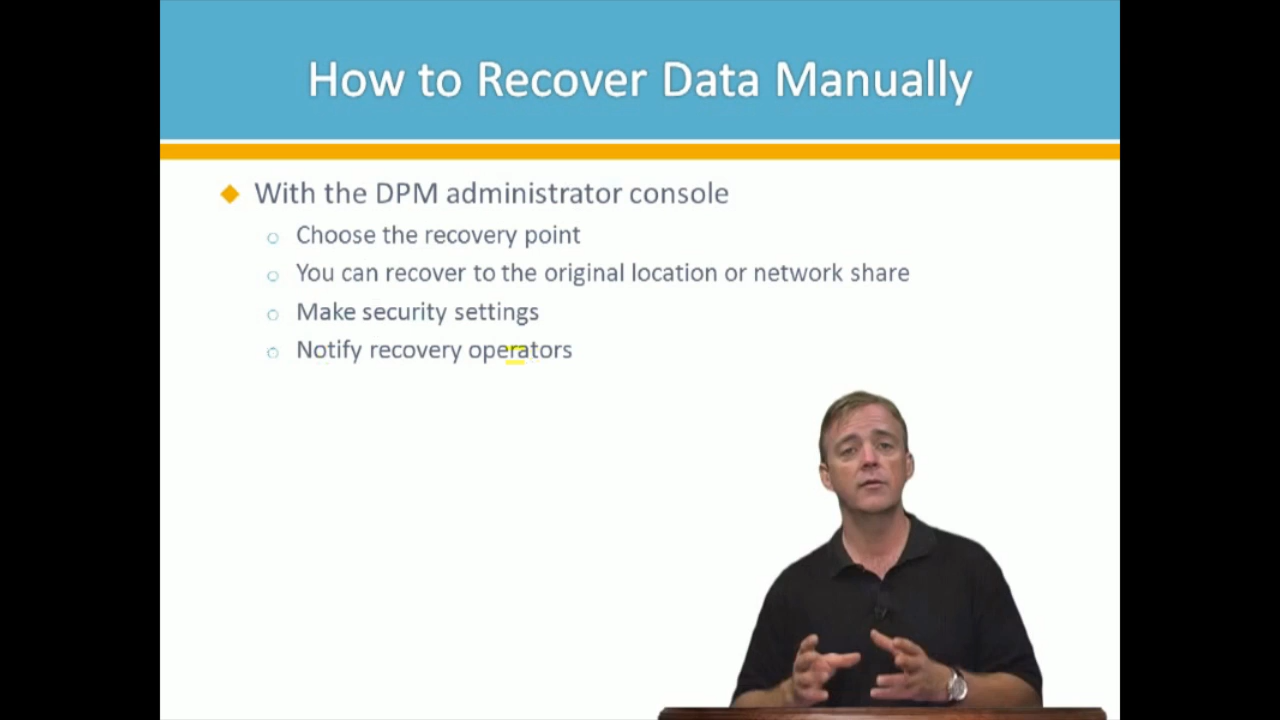 How to Recover Data Manually
With the DPM administrator console
Choose the recovery point
You can recover to the original location or network share
Make security settings
Notify recovery operators